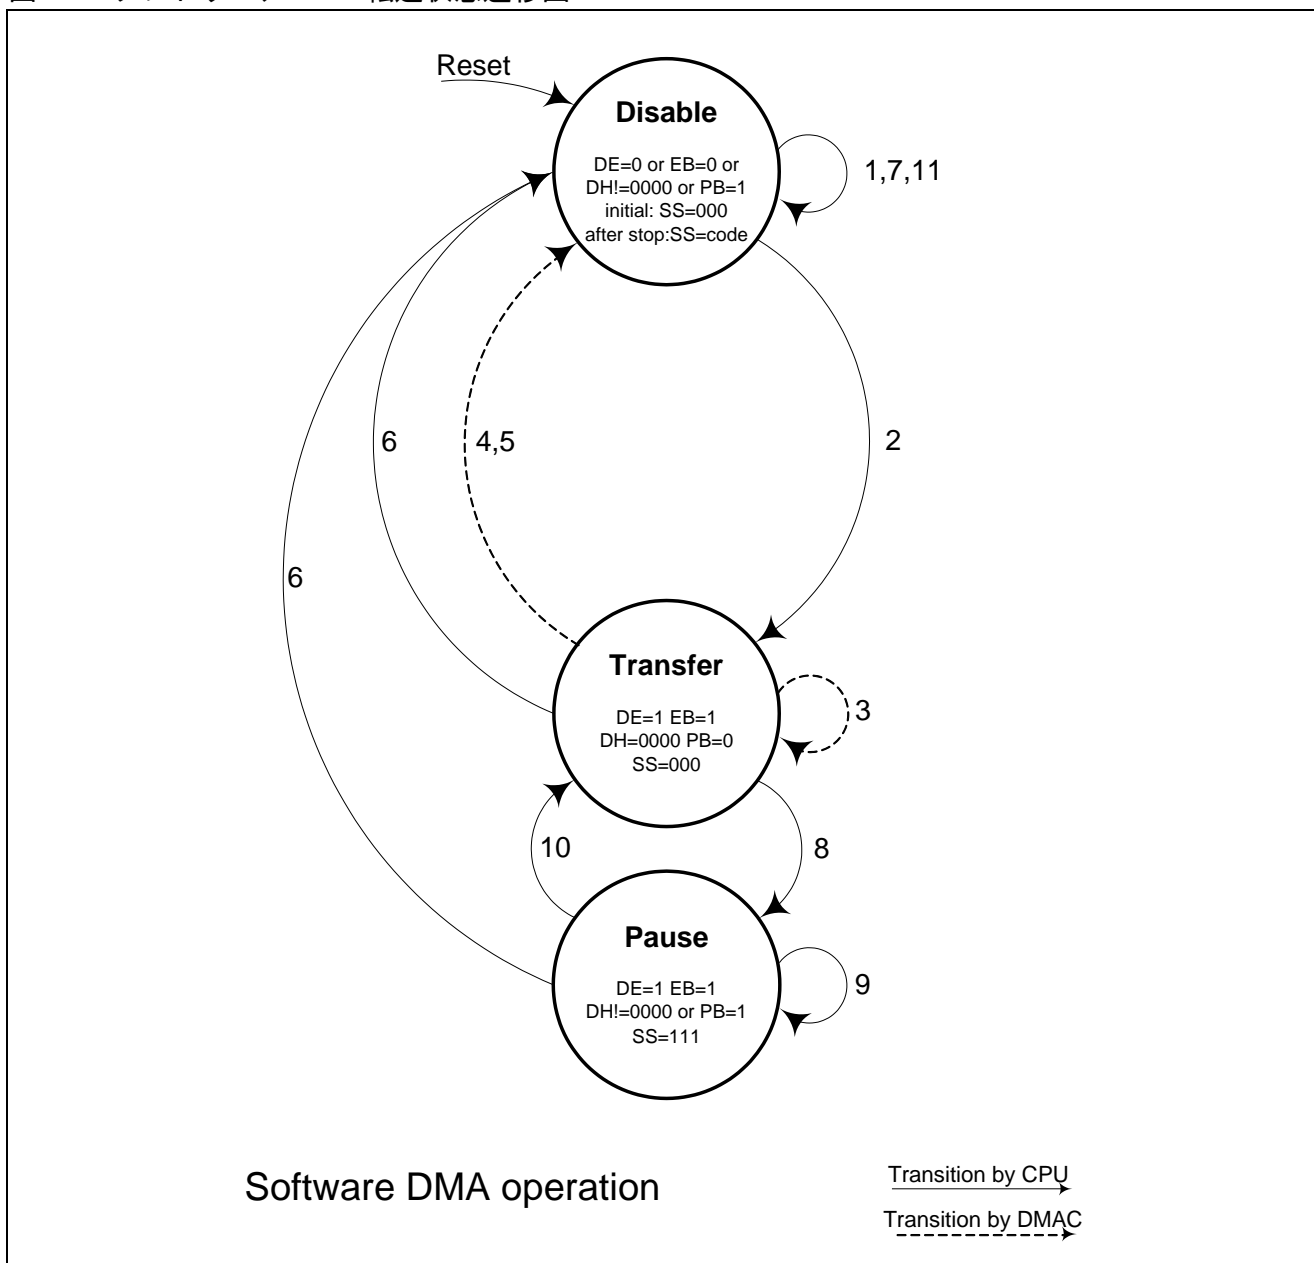 Reset
Disable
DE=0 or EB=0 or
DH!=0000 or PB=1
initial: SS=000
after stop:SS=code
1,7,11
6
4,5
2
6
Transfer
DE=1 EB=1
DH=0000 PB=0
SS=000
3
10
8
Pause
DE=1 EB=1
DH!=0000 or PB=1
SS=111
9
Software DMA operation
Transition by CPU
Transition by DMAC